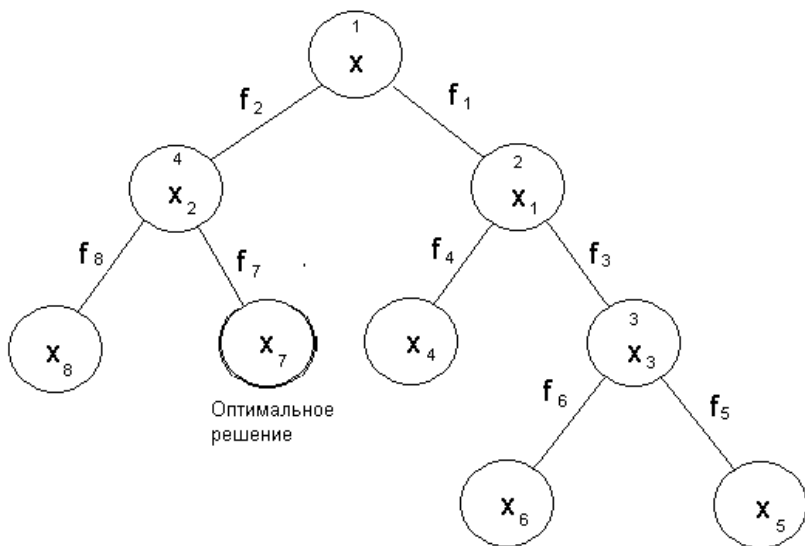 1
x
f₂
f₁
4
x₂
2
x₁
f₈
f₇
f₄
f₃
x₈
x₇
x₄
3
x₃
Оптимальное
решение
f₆
f₅
x₆
x₅